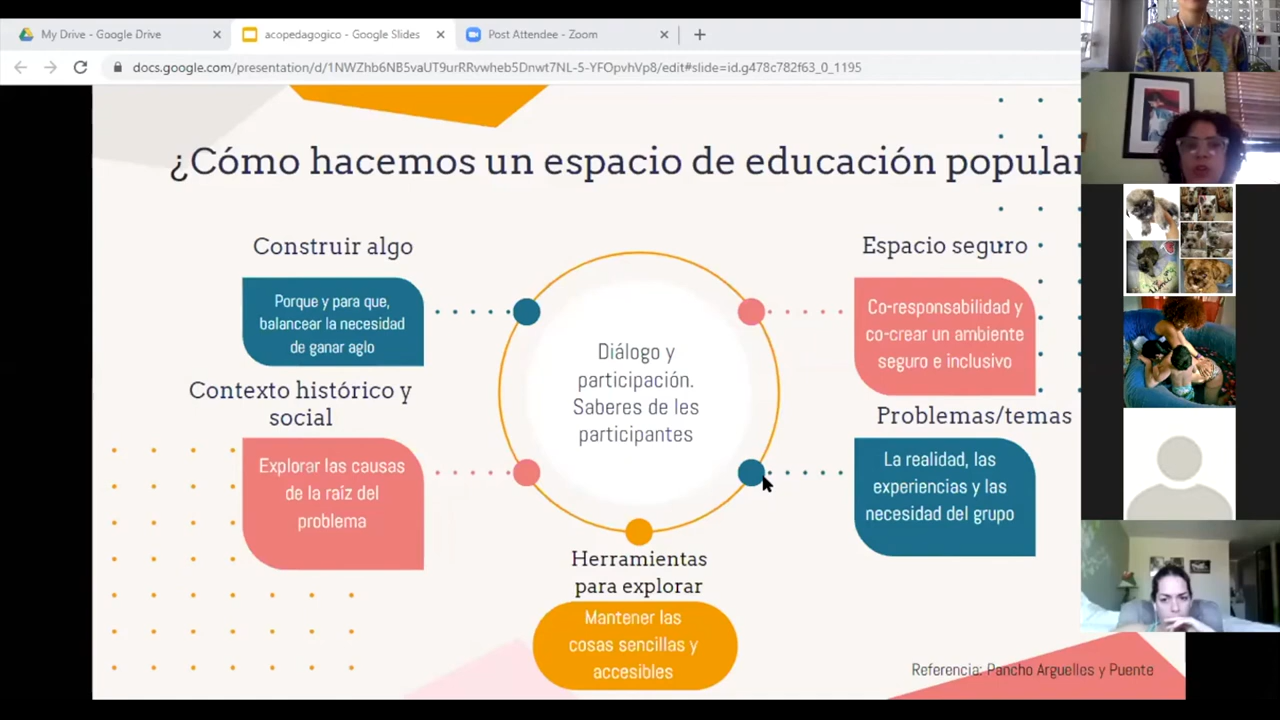 My Drive - Google Drive
acopedagogico - Google Slides
Post Attendee - Zoom
docs.google.com/presentation/d/1NWZhb6NB5vaUT9urRRvwheb5Dnwt7NL-5-YFOpvhVp8/edit#slide=id.g478c782f63_0_1195
¿Cómo hacemos un espacio de educación popular
Construir algo
Porque y para que,
balancear la necesidad
de ganar aglo
Contexto histórico y
social
Explorar las causas
de la raíz del
problema
Diálogo y
participación.
Saberes de les
participantes
Herramientas
para explorar
Mantener las
cosas sencillas y
accesibles
Espacio seguro
Co-responsabilidad y
co-crear un ambiente
seguro e inclusivo
Problemas/temas
La realidad, las
experiencias y las
necesidad del grupo
Referencia: Pancho Arguelles y Puente